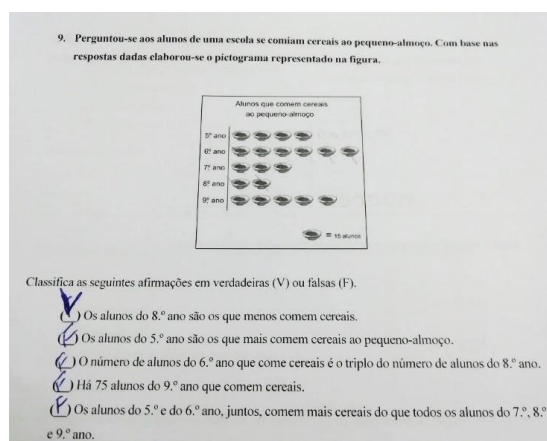 9. Perguntou-se aos alunos de uma escola se comiam cereais ao pequeno-almoço. Com base nas
respostas dadas elaborou-se o pictograma representado na figura.
Alunos que comem cereais
ao pequeno-almoço
5º ano
6º ano
7º ano
8º ano
9º ano
= 15 alunos
Classifica as seguintes afirmações em verdadeiras (V) ou falsas (F).
(V) Os alunos do 8.º ano são os que menos comem cereais.
( ) Os alunos do 5.º ano são os que mais comem cereais ao pequeno-almoço.
( ) O número de alunos do 6.º ano que come cereais é o triplo do número de alunos do 8.º ano.
( ) Há 75 alunos do 9.º ano que comem cereais.
(F) Os alunos do 5.º e do 6.º ano, juntos, comem mais cereais do que todos os alunos do 7.º, 8.º
e 9.º ano.